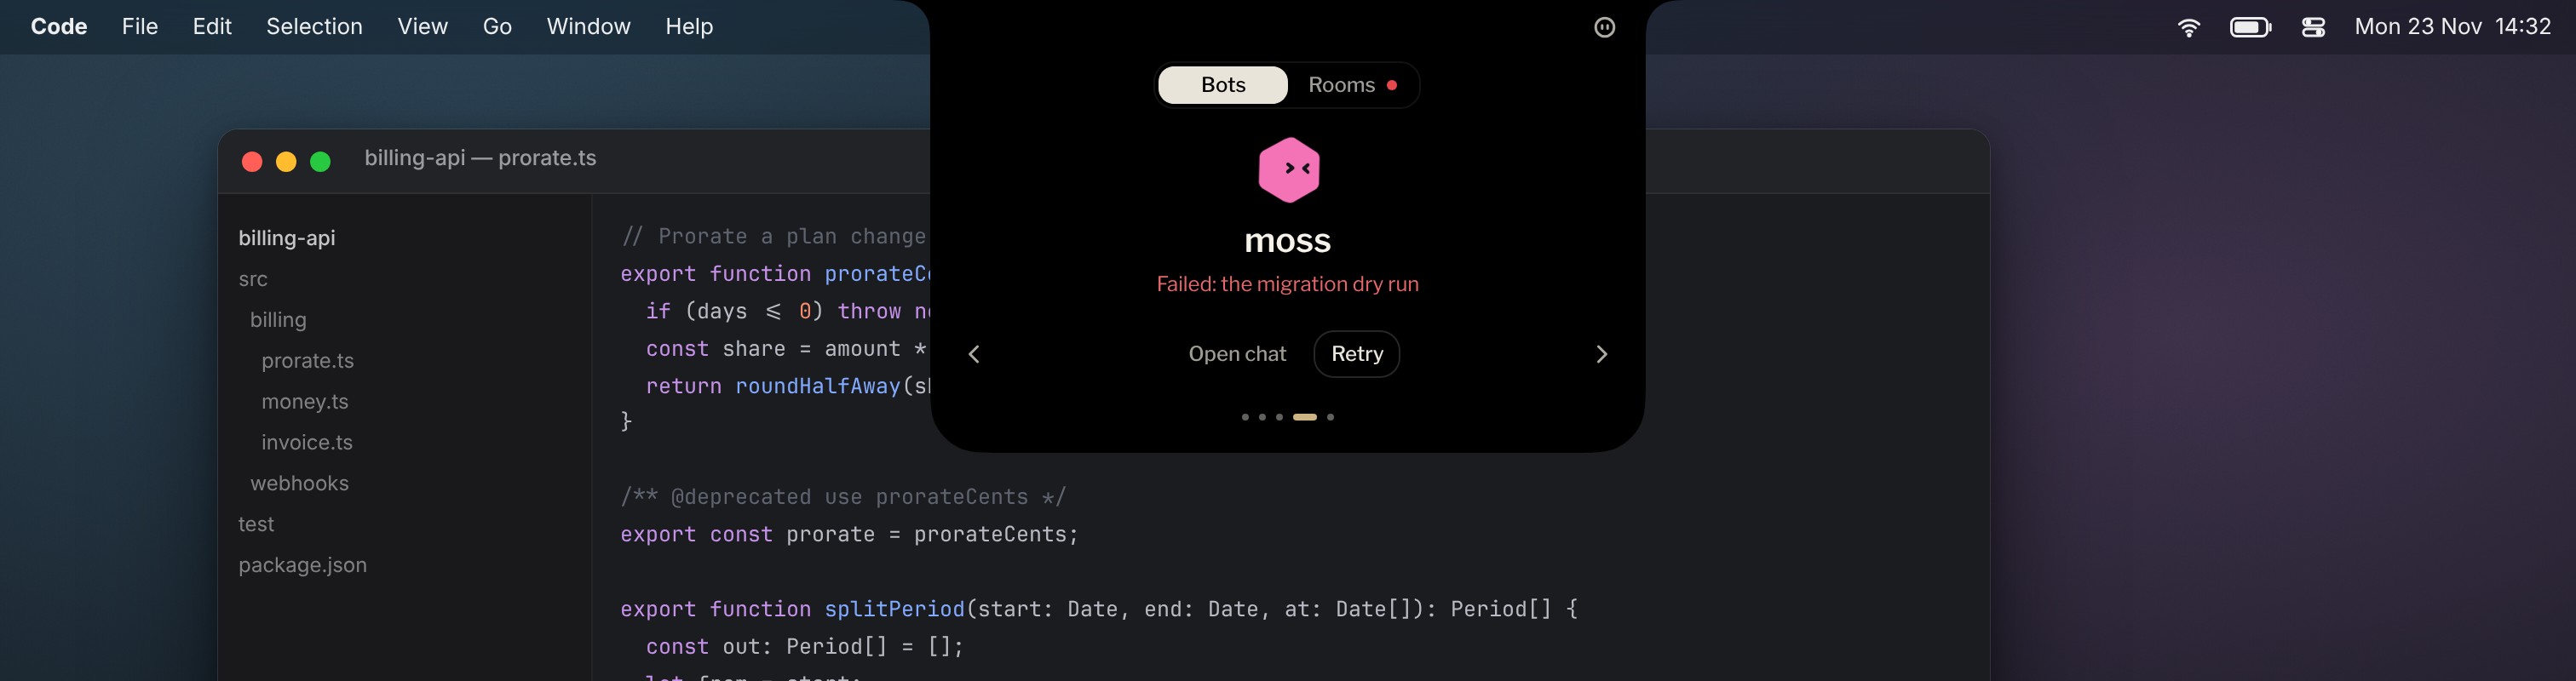 Code File Edit Selection View Go Window Help
Mon 23 Nov 14:32
Bots Rooms
moss
Failed: the migration dry run
Open chat Retry
billing-api — prorate.ts
billing-api
src
billing
prorate.ts
money.ts
invoice.ts
webhooks
test
package.json
// Prorate a plan change
export function prorateC
if (days <= 0) throw n
const share = amount *
return roundHalfAway(s
}
/** @deprecated use prorateCents */
export const prorate = prorateCents;
export function splitPeriod(start: Date, end: Date, at: Date[]): Period[] {
const out: Period[] = [];